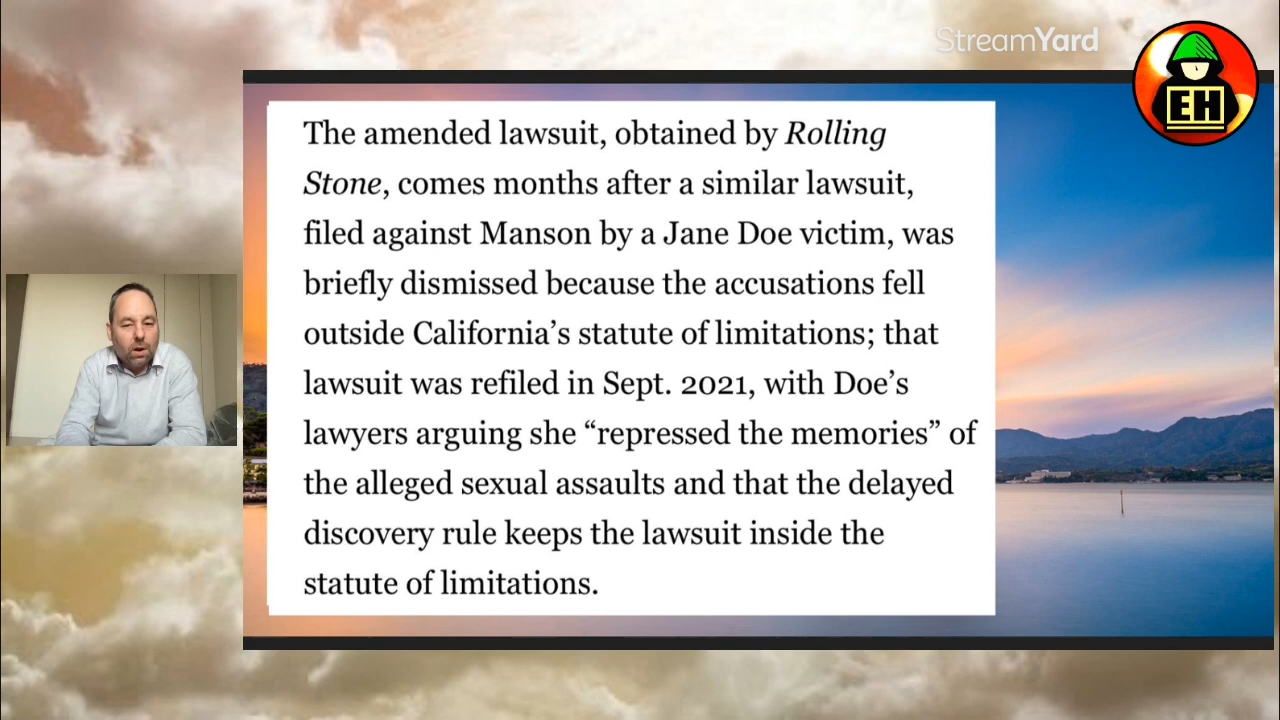 StreamYard
EH
The amended lawsuit, obtained by Rolling
Stone, comes months after a similar lawsuit,
filed against Manson by a Jane Doe victim, was
briefly dismissed because the accusations fell
outside California’s statute of limitations; that
lawsuit was refiled in Sept. 2021, with Doe’s
lawyers arguing she “repressed the memories” of
the alleged sexual assaults and that the delayed
discovery rule keeps the lawsuit inside the
statute of limitations.